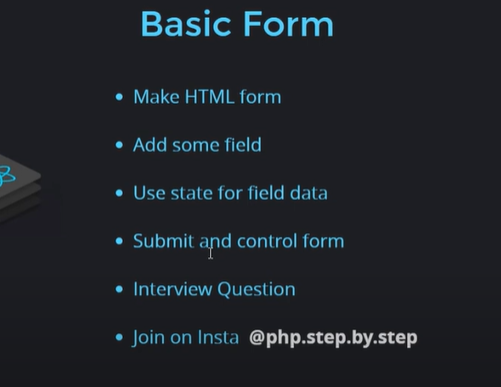 Basic Form
• Make HTML form
• Add some field
• Use state for field data
• Submit and control form
• Interview Question
• Join on Insta @php.step.by.step